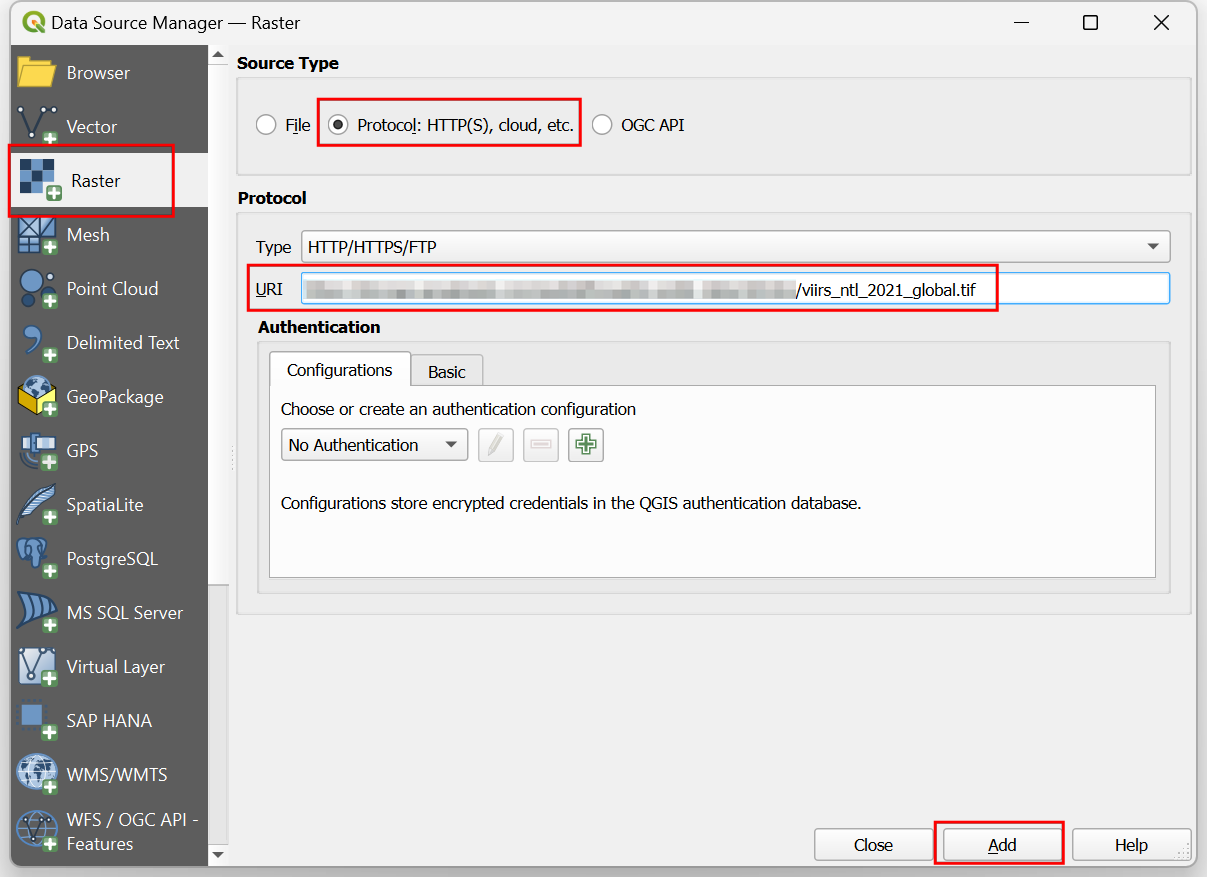 Data Source Manager — Raster
Browser
Vector
Raster
Mesh
Point Cloud
Delimited Text
GeoPackage
GPS
SpatiaLite
PostgreSQL
MS SQL Server
Virtual Layer
SAP HANA
WMS/WMTS
WFS / OGC API -
Features
Source Type
File
Protocol: HTTP(S), cloud, etc.
OGC API
Protocol
Type HTTP/HTTPS/FTP
URI /viirs_ntl_2021_global.tif
Authentication
Configurations Basic
Choose or create an authentication configuration
No Authentication
Configurations store encrypted credentials in the QGIS authentication database.
Close Add Help